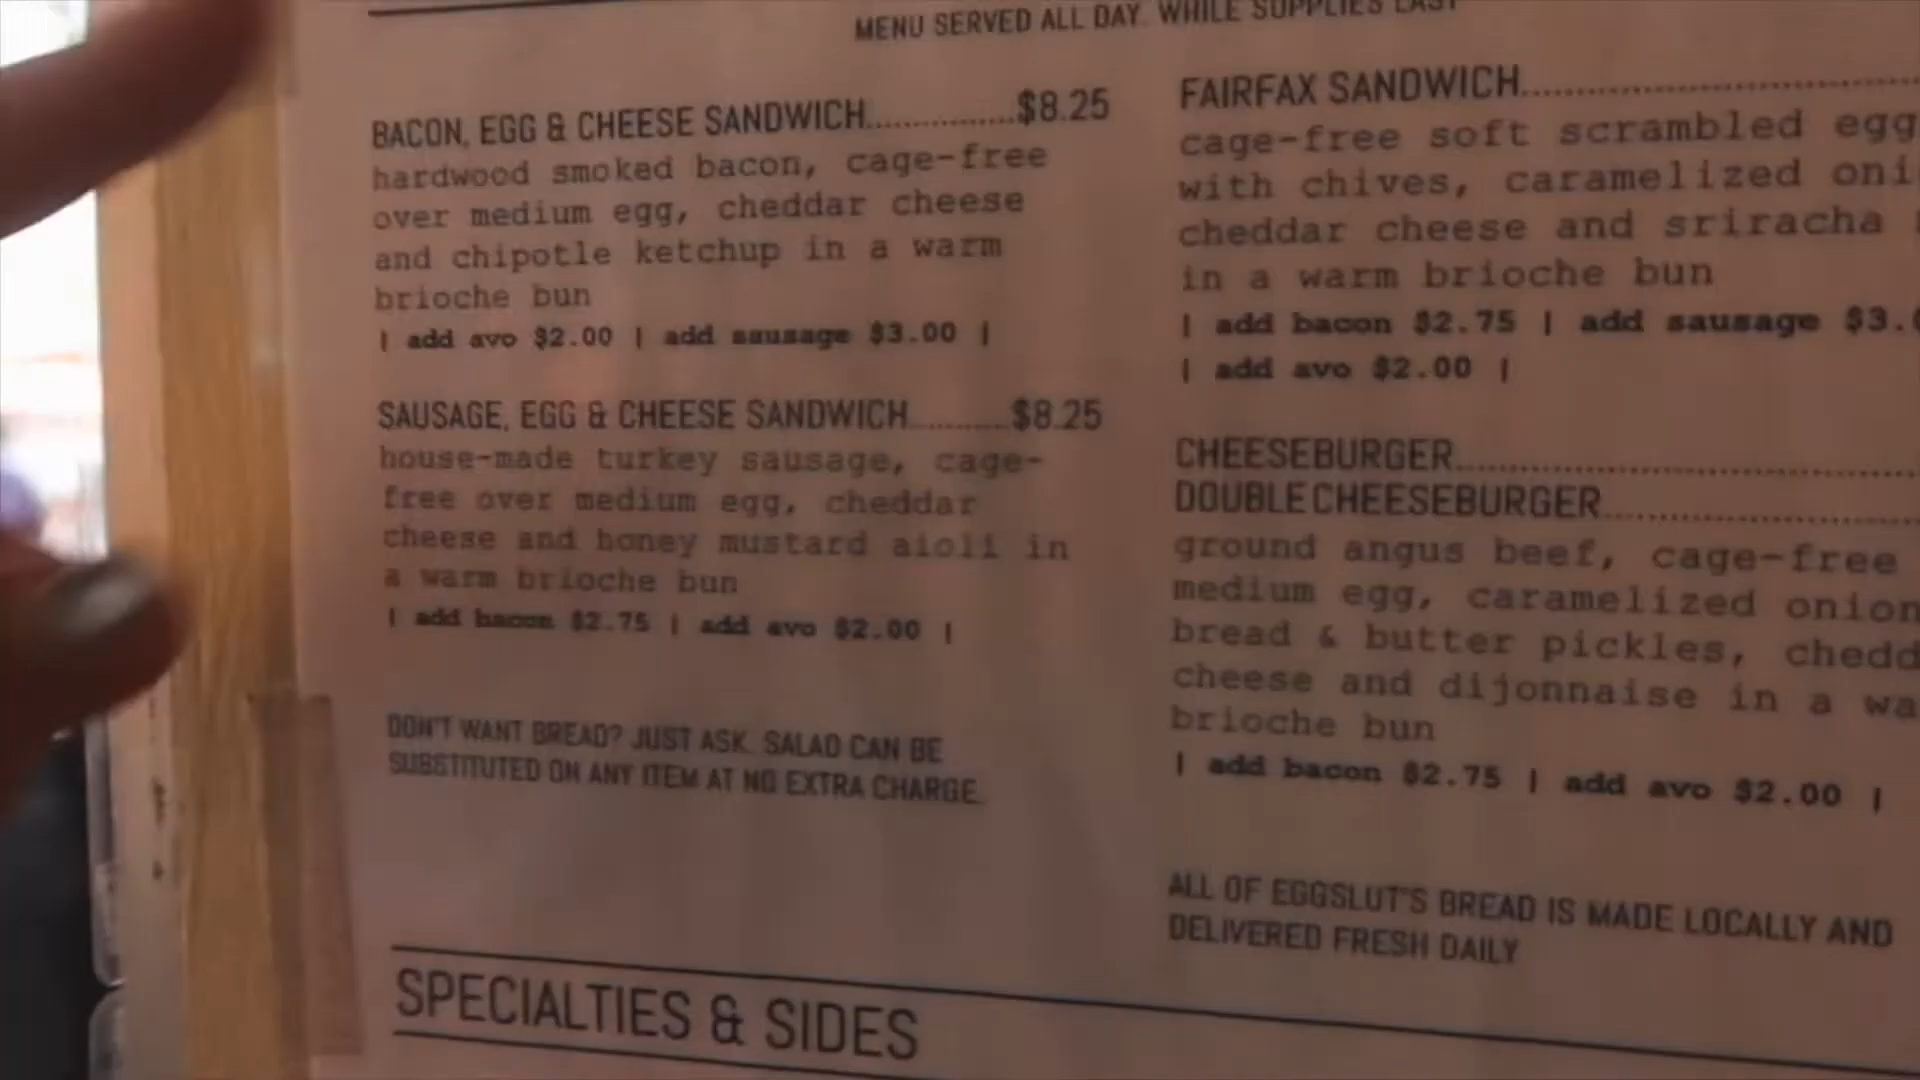 MENU SERVED ALL DAY. WHILE SUPPLIES LAST
BACON, EGG & CHEESE SANDWICH...............$8.25
hardwood smoked bacon, cage-free
over medium egg, cheddar cheese
and chipotle ketchup in a warm
brioche bun
| add avo $2.00 | add sausage $3.00 |
SAUSAGE, EGG & CHEESE SANDWICH..........$8.25
house-made turkey sausage, cage-
free over medium egg, cheddar
cheese and honey mustard aioli in
a warm brioche bun
| add bacon $2.75 | add avo $2.00 |
DON'T WANT BREAD? JUST ASK. SALAD CAN BE
SUBSTITUTED ON ANY ITEM AT NO EXTRA CHARGE.
FAIRFAX SANDWICH
cage-free soft scrambled egg
with chives, caramelized oni
cheddar cheese and sriracha
in a warm brioche bun
| add bacon $2.75 | add sausage $3.
| add avo $2.00 |
CHEESEBURGER
DOUBLE CHEESEBURGER
ground angus beef, cage-free
medium egg, caramelized onion
bread & butter pickles, chedd
cheese and dijonnaise in a wa
brioche bun
| add bacon $2.75 | add avo $2.00 |
ALL OF EGGSLUT'S BREAD IS MADE LOCALLY AND
DELIVERED FRESH DAILY
SPECIALTIES & SIDES